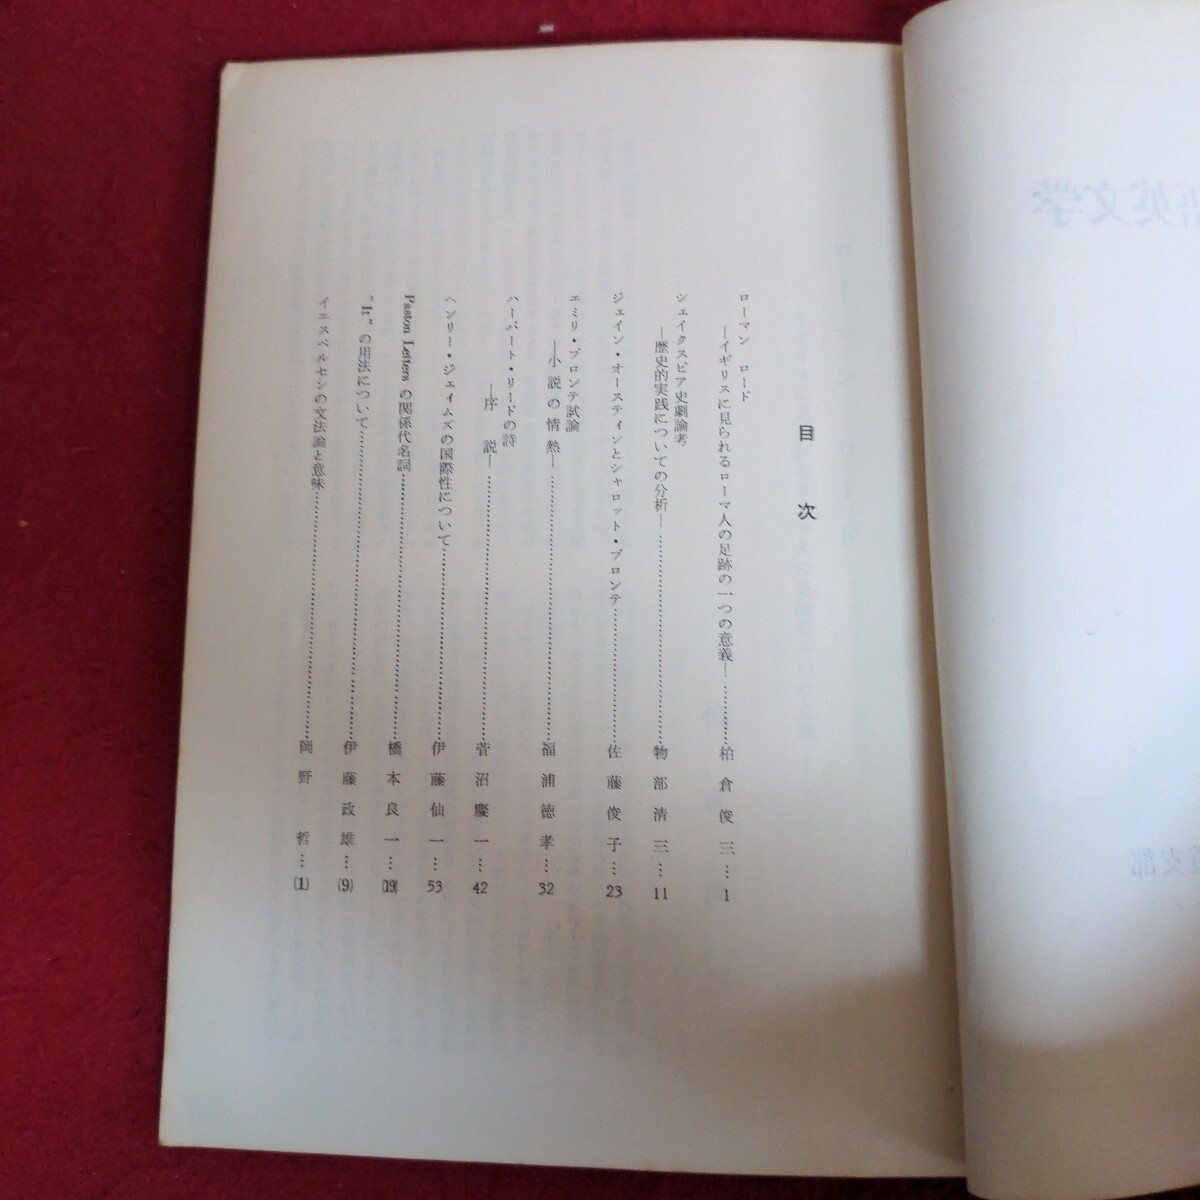 目次
ローマン ロード
―イギリスに見られるローマ人の足跡の一つの意義―…………柏倉俊三…1
シェイクスピア史劇論考
―歴史的実践についての分析―…………物部清三…11
ジェイン・オースティンとシャロット・ブロンテ…………佐藤俊子…23
エミリ・ブロンテ試論
―小説の情熱―…………福浦徳孝…32
ハーバート・リードの詩
―序説―…………菅沼慶一…42
ヘンリー・ジェイムズの国際性について…………伊藤仙一…53
Paston Letters の関係代名詞…………橋本良一…(19)
"It" の用法について…………伊藤政雄…(9)
イエスペルセンの文法論と意味…………岡野哲…(1)
英文学
支部